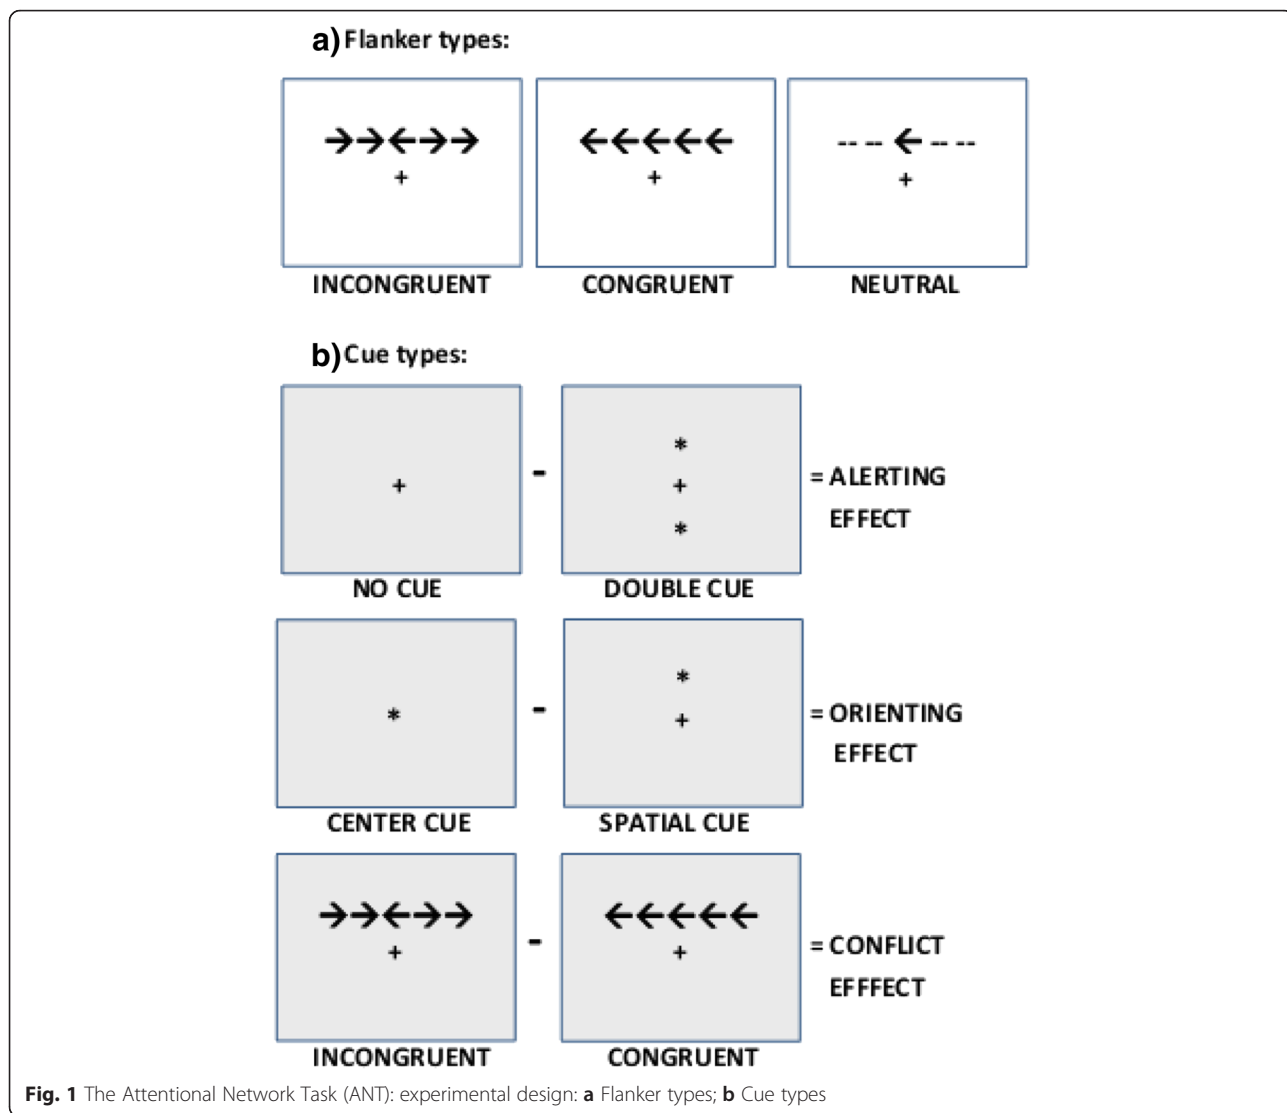 a) Flanker types:
→→←→→
+
INCONGRUENT
←←←←←
+
CONGRUENT
-- -- ← -- --
+
NEUTRAL
b) Cue types:
+
NO CUE
-
*
+
*
DOUBLE CUE
= ALERTING
EFFECT
*
CENTER CUE
-
*
+
SPATIAL CUE
= ORIENTING
EFFECT
→→←→→
+
INCONGRUENT
-
←←←←←
+
CONGRUENT
= CONFLICT
EFFFECT
Fig. 1 The Attentional Network Task (ANT): experimental design: a Flanker types; b Cue types